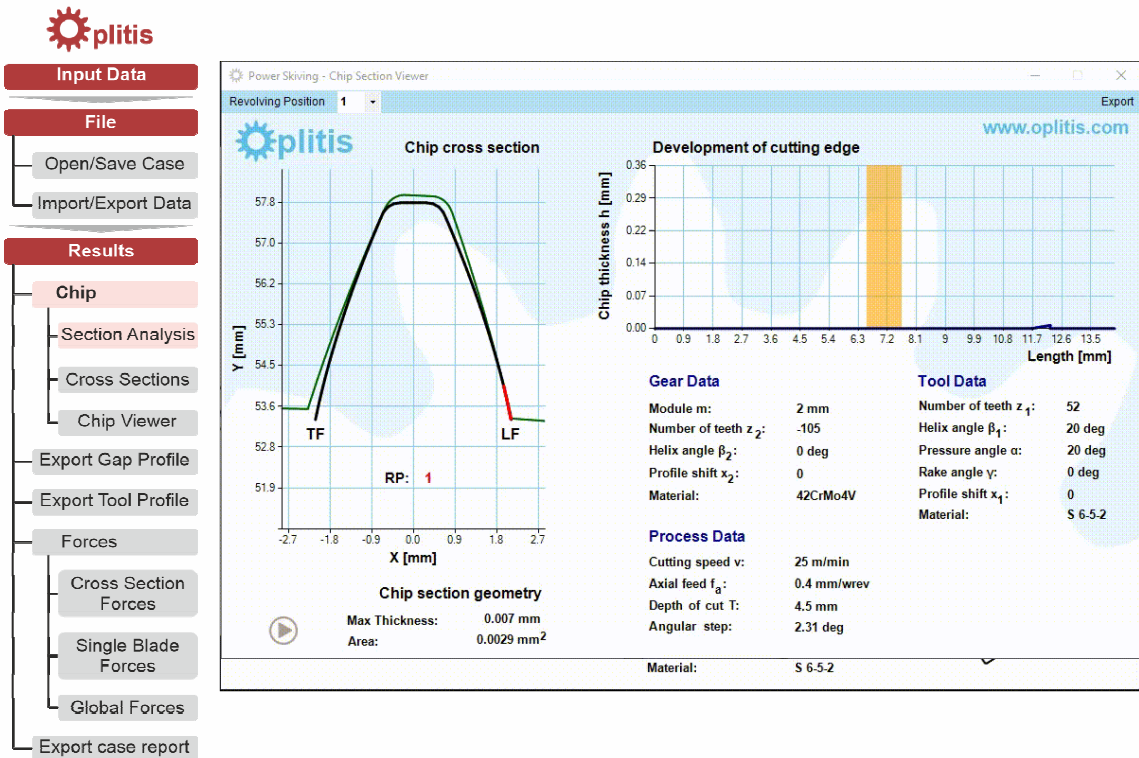 Oplitis
Input Data
File
Open/Save Case
Import/Export Data
Results
Chip
Section Analysis
Cross Sections
Chip Viewer
Export Gap Profile
Export Tool Profile
Forces
Cross Section
Forces
Single Blade
Forces
Global Forces
Export case report
Power Skiving - Chip Section Viewer
Revolving Position 1 Export
Oplitis
www.oplitis.com
Chip cross section
Y [mm]
57.8
57.0
56.2
55.3
54.5
53.6
52.8
51.9
TF LF
RP: 1
-2.7 -1.8 -0.9 0.0 0.9 1.8 2.7
X [mm]
Chip section geometry
Max Thickness: 0.007 mm
Area: 0.0029 mm2
Development of cutting edge
Chip thickness h [mm]
0.36
0.29
0.22
0.14
0.07
0.00
0 0.9 1.8 2.7 3.6 4.5 5.4 6.3 7.2 8.1 9 9.9 10.8 11.7 12.6 13.5
Length [mm]
Gear Data
Module m: 2 mm
Number of teeth z2: -105
Helix angle β2: 0 deg
Profile shift x2: 0
Material: 42CrMo4V
Process Data
Cutting speed v: 25 m/min
Axial feed fa: 0.4 mm/wrev
Depth of cut T: 4.5 mm
Angular step: 2.31 deg
Tool Data
Number of teeth z1: 52
Helix angle β1: 20 deg
Pressure angle α: 20 deg
Rake angle γ: 0 deg
Profile shift x1: 0
Material: S 6-5-2
Material: S 6-5-2